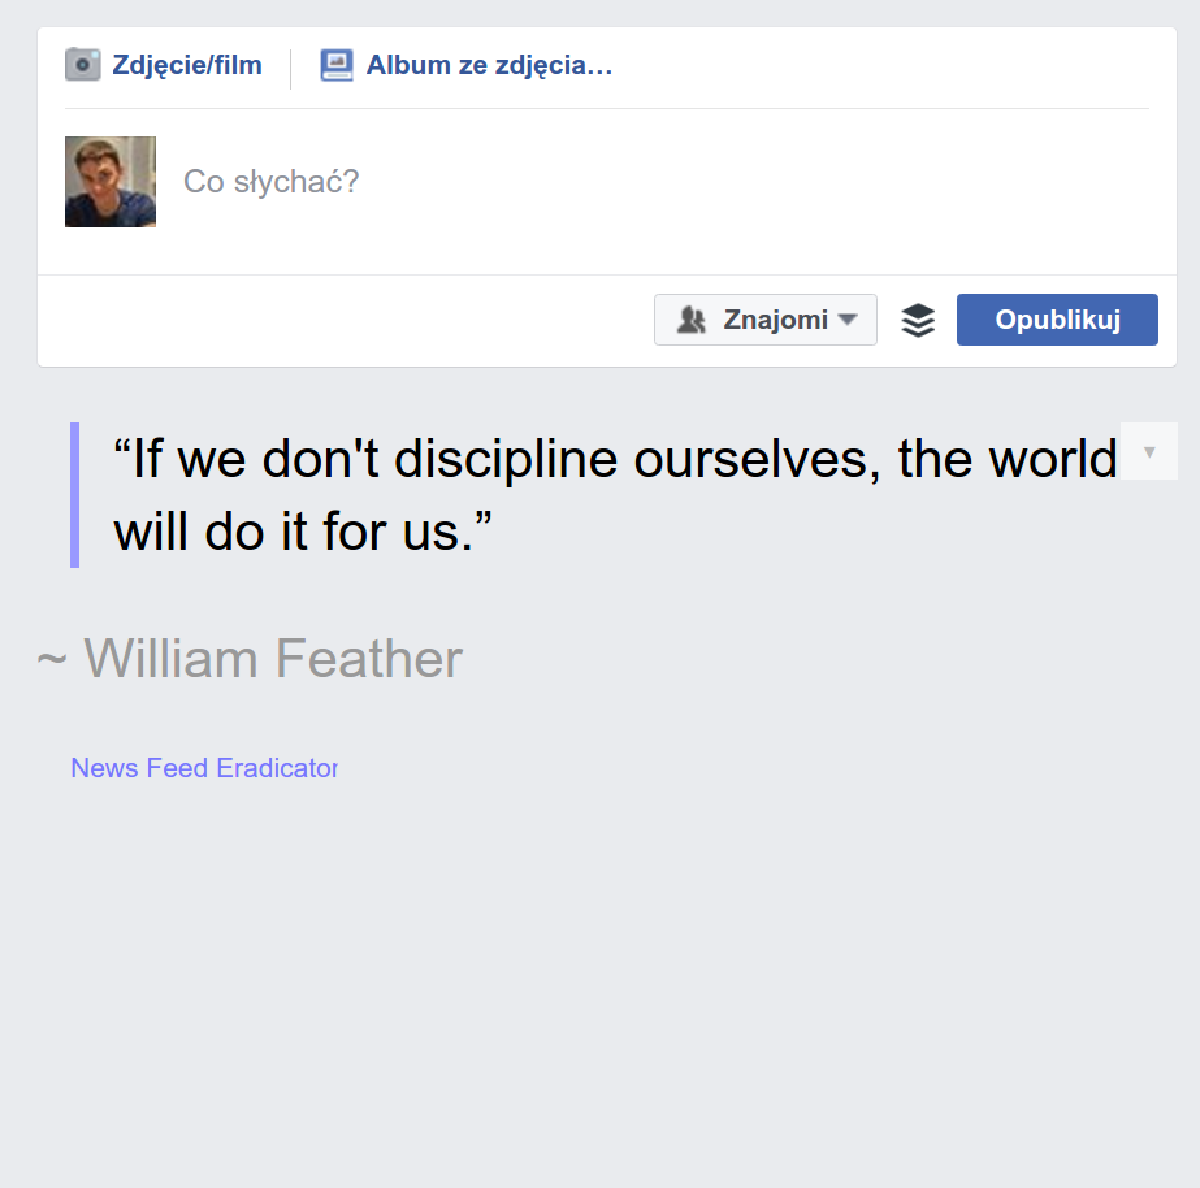 Zdjęcie/film
Album ze zdjęcia...
Co słychać?
Znajomi
Opublikuj
“If we don't discipline ourselves, the world
will do it for us.”
~ William Feather
News Feed Eradicator